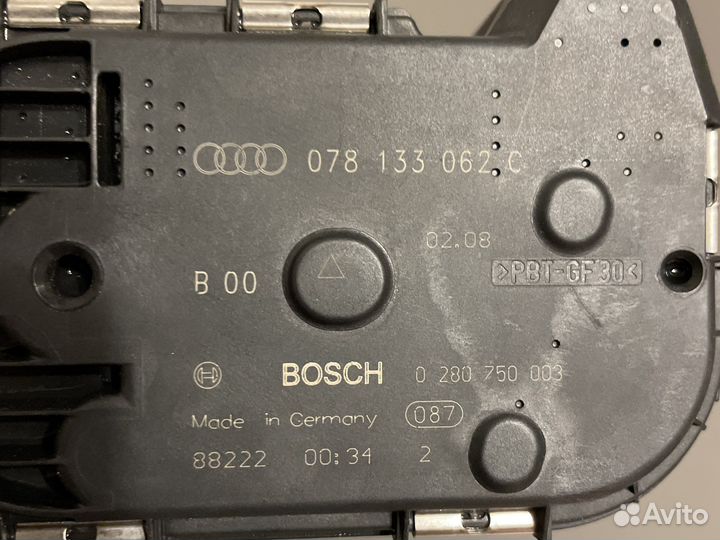 078 133 062 C
02.08
>PBT-GF30<
B 00
BOSCH 0 280 750 003
Made in Germany 087
88222 00:34 2
Avito